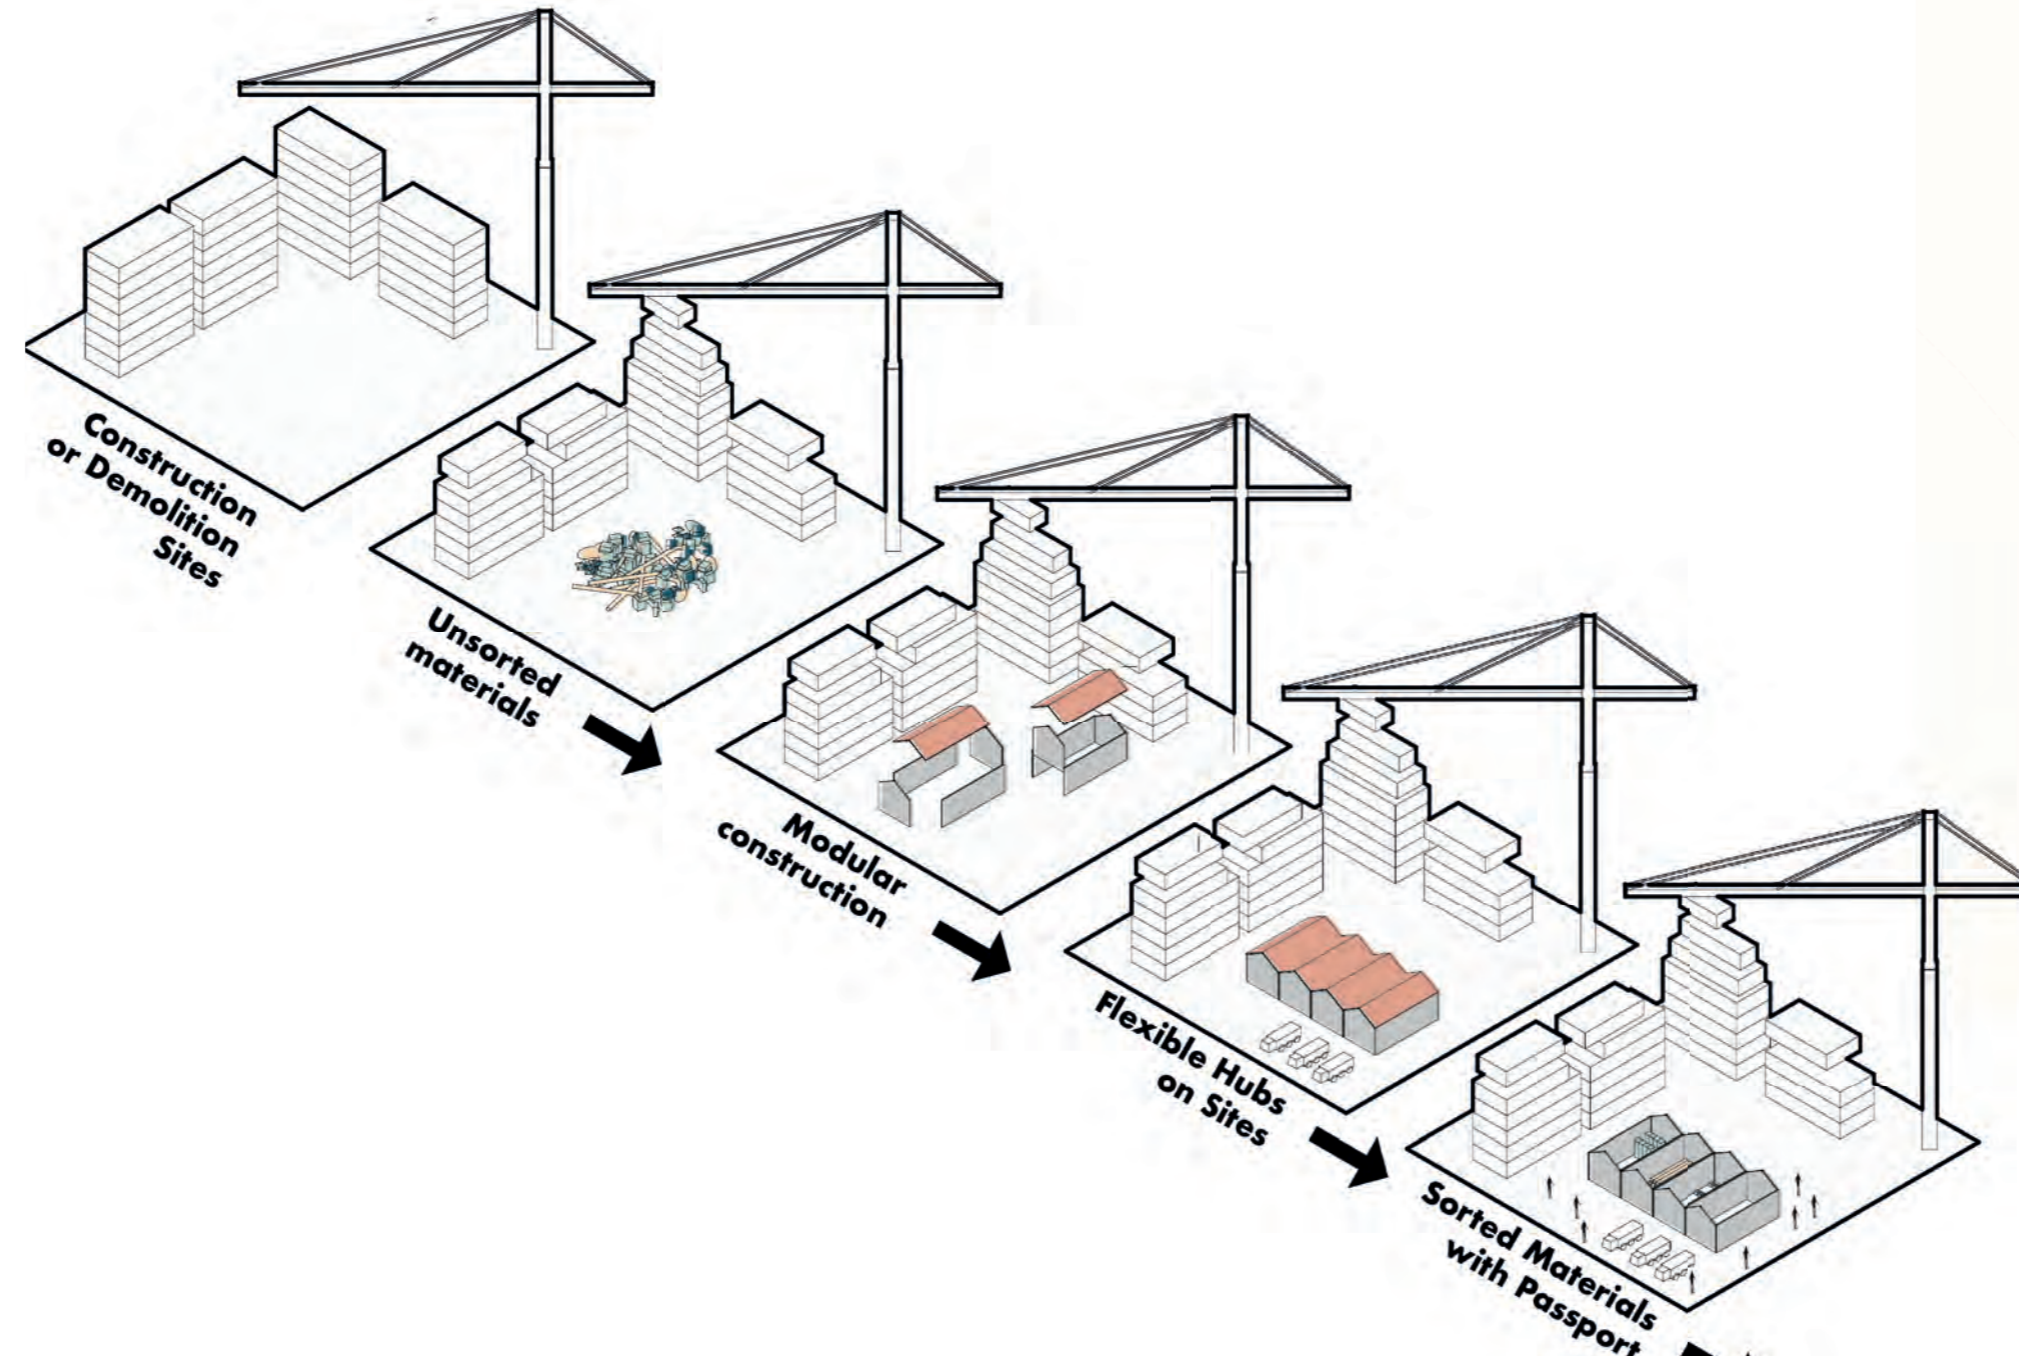 Construction
or Demolition
Sites
Unsorted
materials
Modular
construction
Flexible Hubs
on Sites
Sorted Materials
with Passport